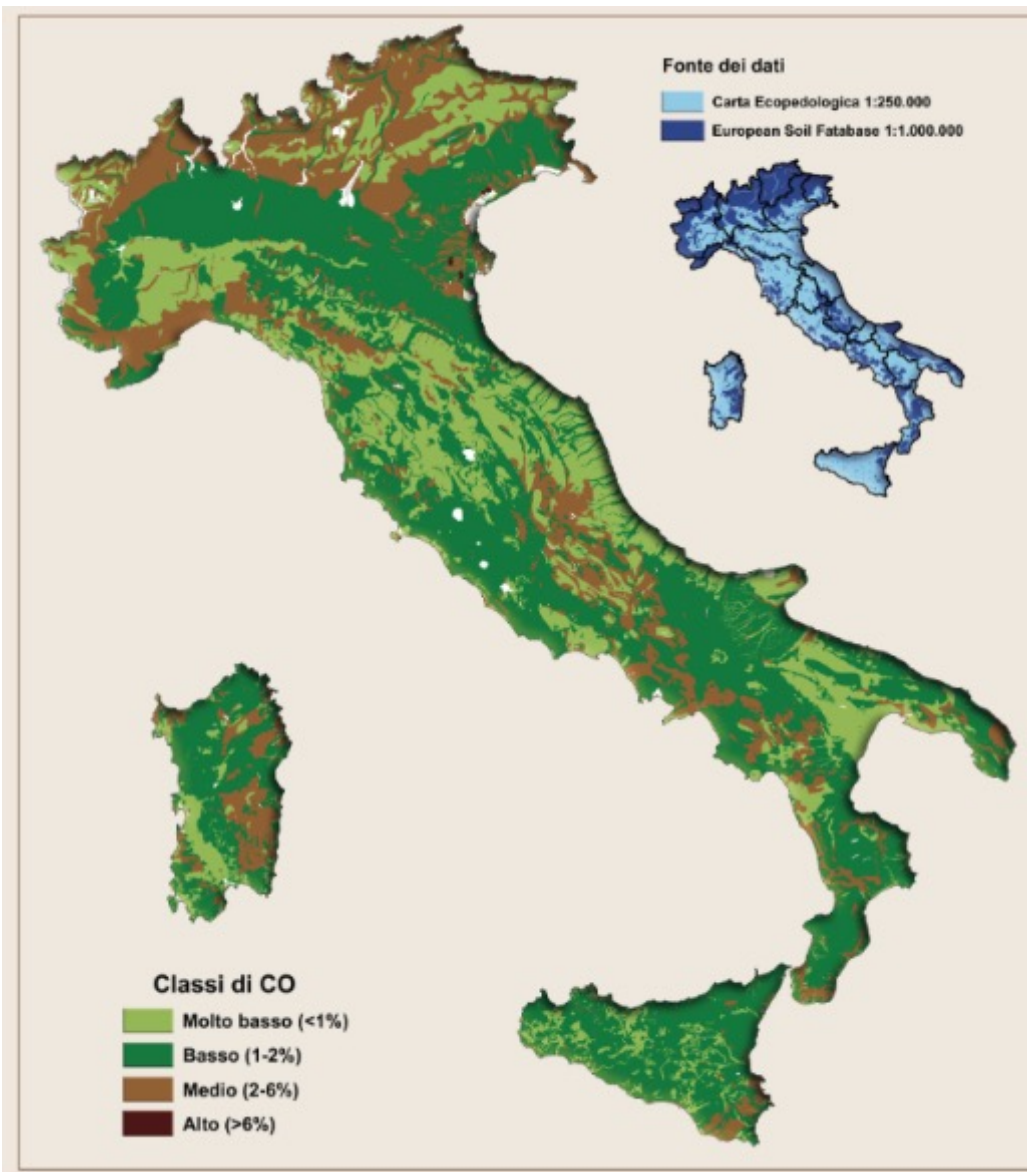 Fonte dei dati
Carta Ecopedologica 1:250.000
European Soil Fatabase 1:1.000.000
Classi di CO
Molto basso (<1%)
Basso (1-2%)
Medio (2-6%)
Alto (>6%)